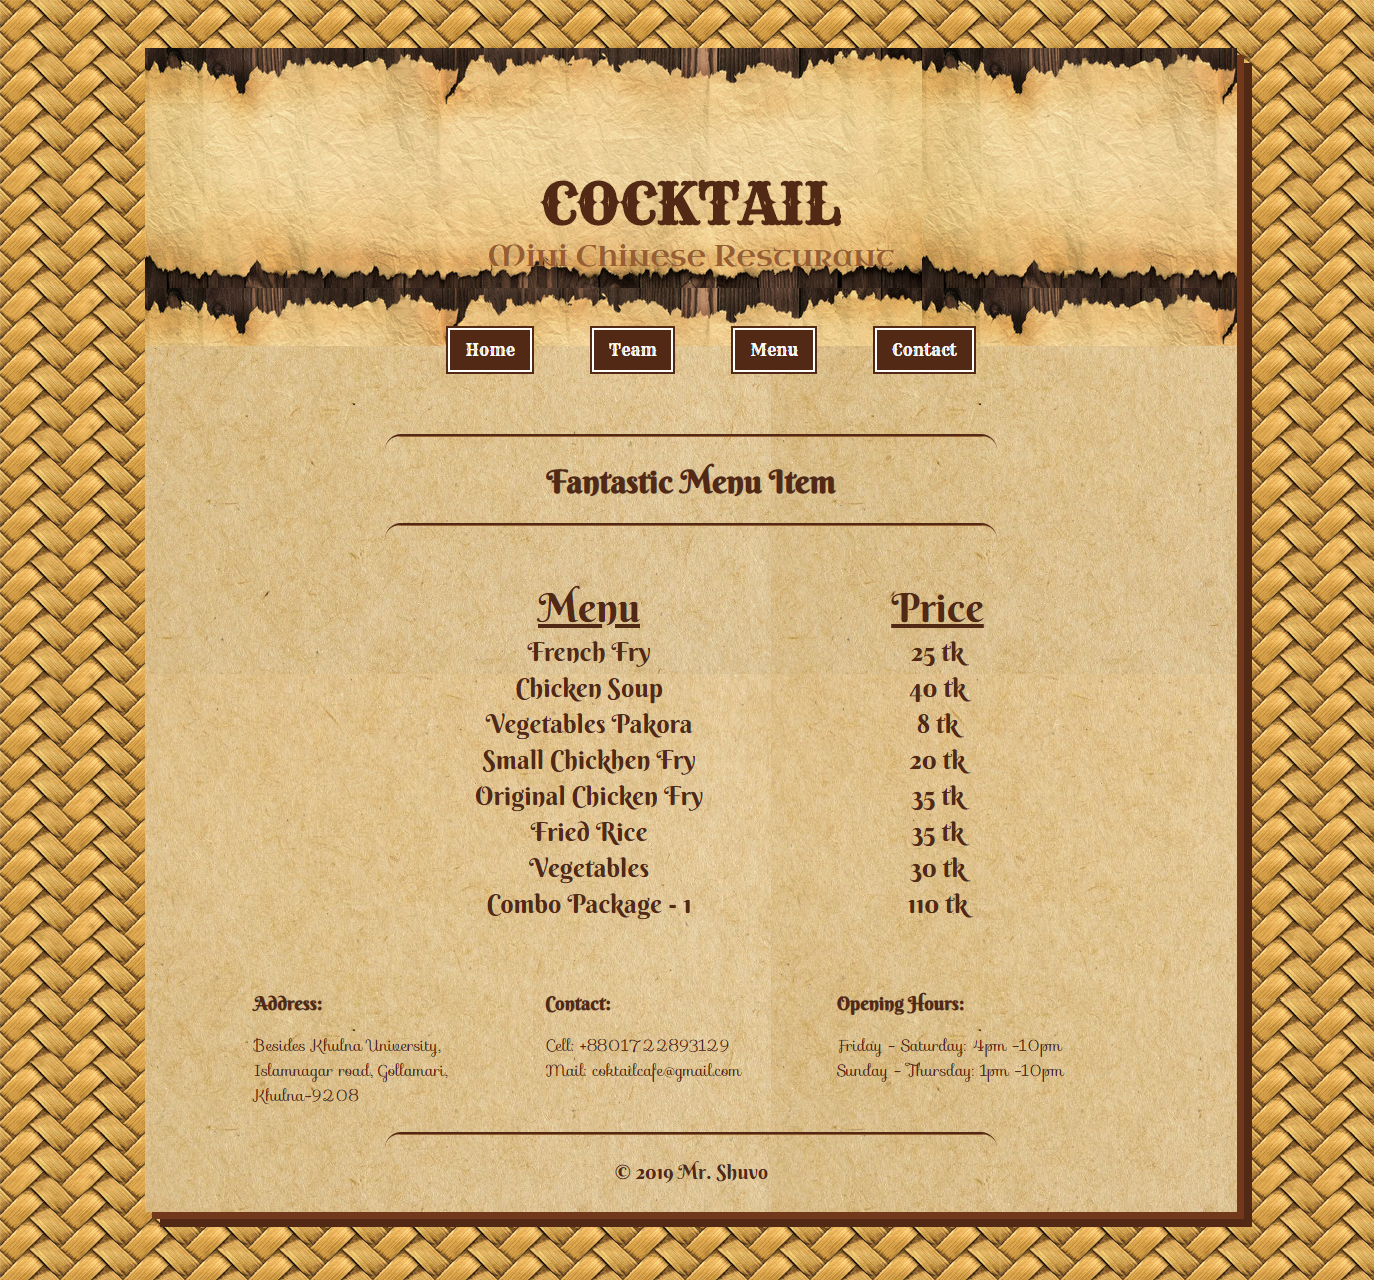 COCKTAIL
Mini Chinese Resturant
Home Team Menu Contact
Fantastic Menu Item
Menu Price
French Fry 25 tk
Chicken Soup 40 tk
Vegetables Pakora 8 tk
Small Chickhen Fry 20 tk
Original Chicken Fry 35 tk
Fried Rice 35 tk
Vegetables 30 tk
Combo Package - 1 110 tk
Address: Contact: Opening Hours:
Besides Khulna University, Cell: +8801722893129 Friday - Saturday: 4pm -10pm
Islamnagar road, Gollamari, Mail: coktailcafe@gmail.com Sunday - Thursday: 1pm -10pm
Khulna-9208
© 2019 Mr. Shuvo